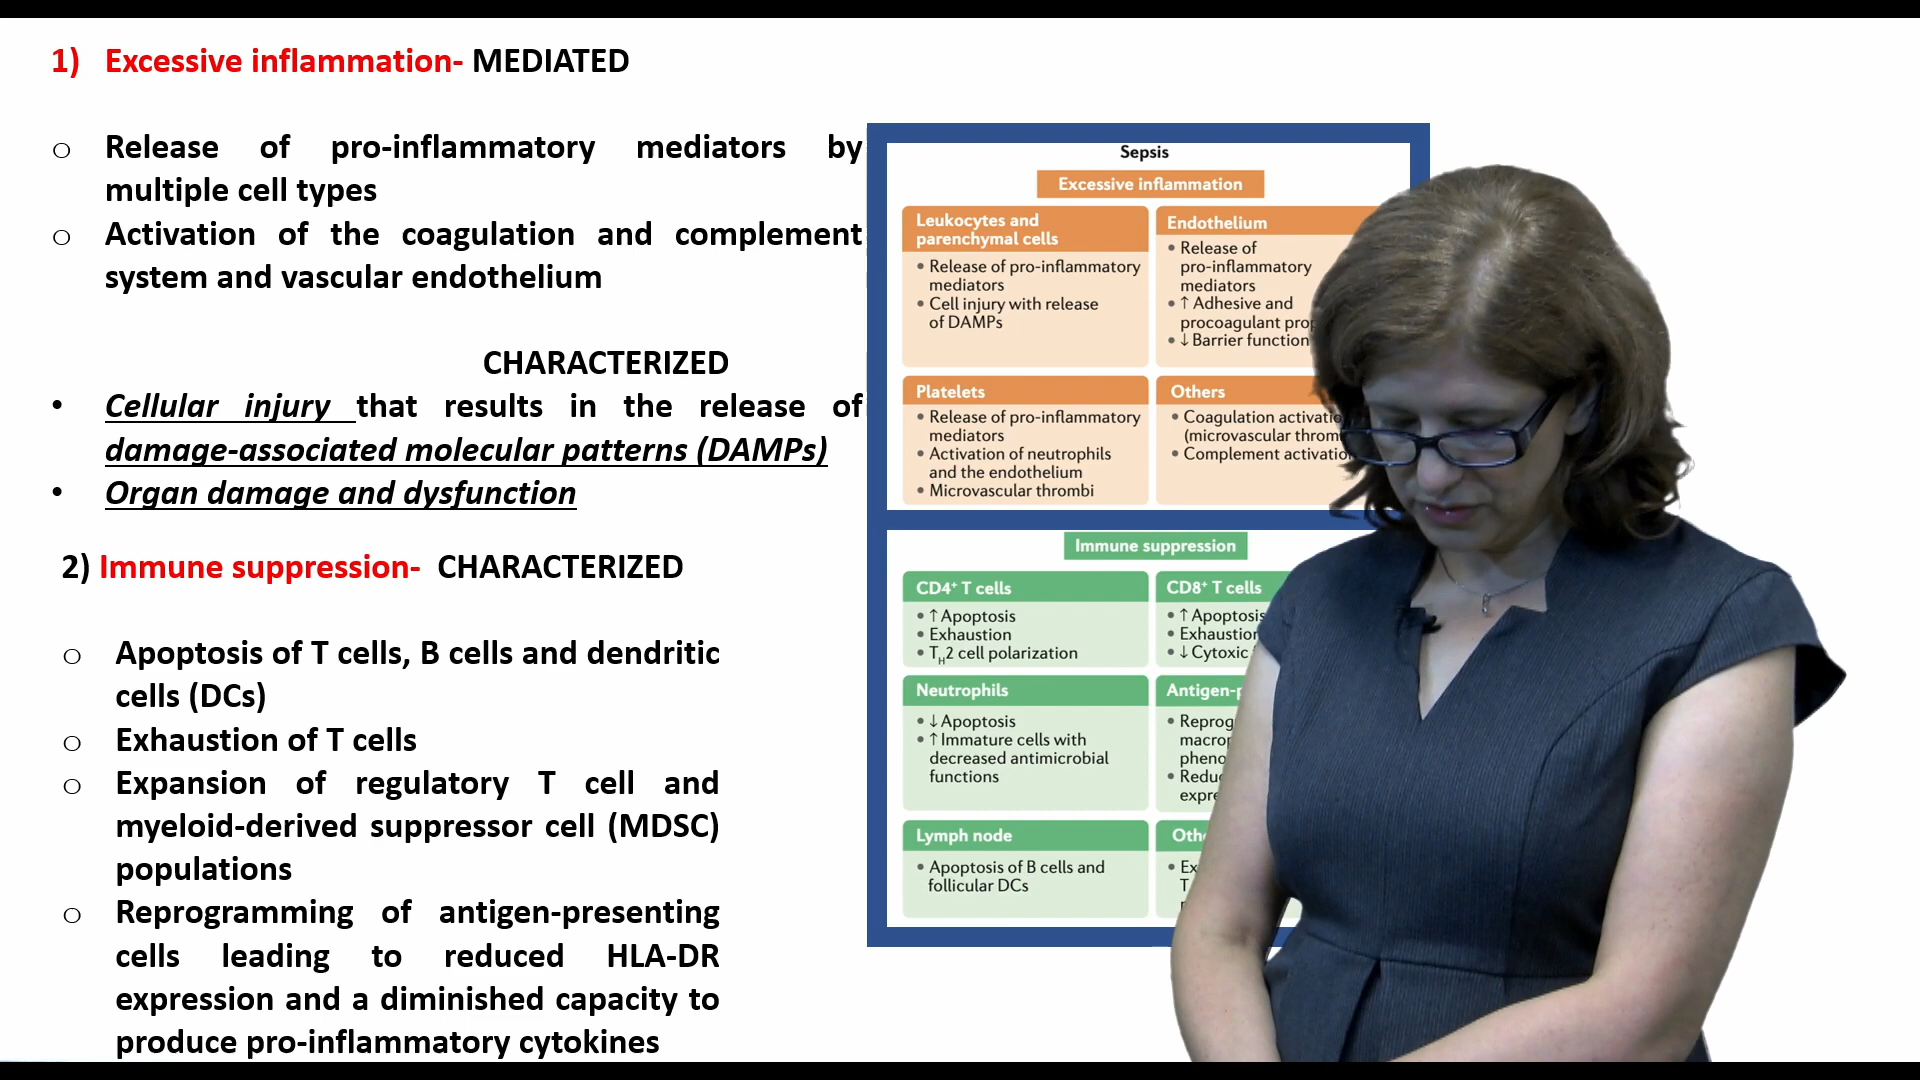 1) Excessive inflammation- MEDIATED
o Release of pro-inflammatory mediators by
multiple cell types
o Activation of the coagulation and complement
system and vascular endothelium
CHARACTERIZED
• Cellular injury that results in the release of
damage-associated molecular patterns (DAMPs)
• Organ damage and dysfunction
2) Immune suppression- CHARACTERIZED
o Apoptosis of T cells, B cells and dendritic
cells (DCs)
o Exhaustion of T cells
o Expansion of regulatory T cell and
myeloid-derived suppressor cell (MDSC)
populations
o Reprogramming of antigen-presenting
cells leading to reduced HLA-DR
expression and a diminished capacity to
produce pro-inflammatory cytokines
Sepsis
Excessive inflammation
Leukocytes and
parenchymal cells
• Release of pro-inflammatory
mediators
• Cell injury with release
of DAMPs
Endothelium
• Release of
pro-inflammatory
mediators
• ↑ Adhesive and
procoagulant
• ↓ Barrier function
Platelets
• Release of pro-inflammatory
mediators
• Activation of neutrophils
and the endothelium
• Microvascular thrombi
Others
• Coagulation
(microvascular
• Complement
Immune suppression
CD4⁺ T cells
• ↑ Apoptosis
• Exhaustion
• TH2 cell polarization
CD8⁺ T cells
• ↑ Apoptosis
• Exhaustion
• ↓ Cytoxic
Neutrophils
• ↓ Apoptosis
• ↑ Immature cells with
decreased antimicrobial
functions
Lymph node
• Apoptosis of B cells and
follicular DCs